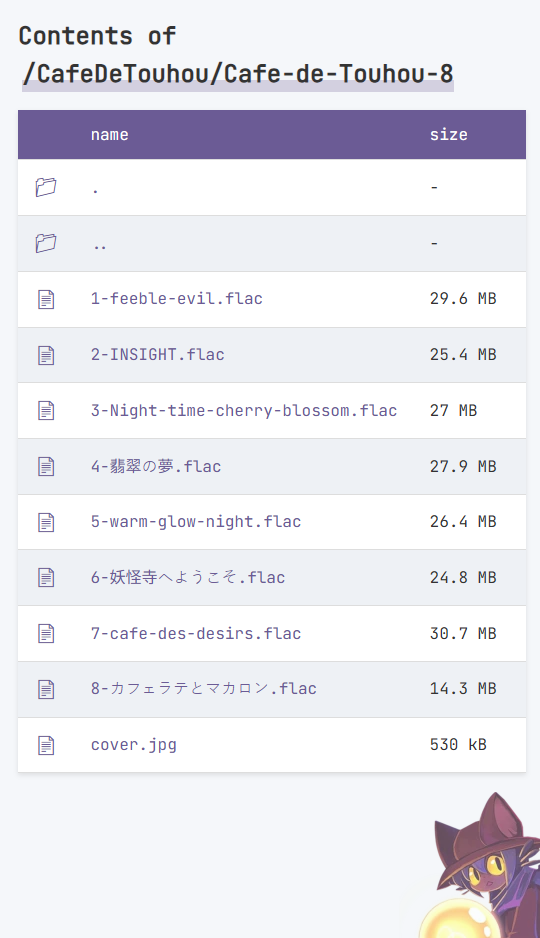 Contents of
/CafeDeTouhou/Cafe-de-Touhou-8
name size
. -
.. -
1-feeble-evil.flac 29.6 MB
2-INSIGHT.flac 25.4 MB
3-Night-time-cherry-blossom.flac 27 MB
4-翡翠の夢.flac 27.9 MB
5-warm-glow-night.flac 26.4 MB
6-妖怪寺へようこそ.flac 24.8 MB
7-cafe-des-desirs.flac 30.7 MB
8-カフェラテとマカロン.flac 14.3 MB
cover.jpg 530 kB